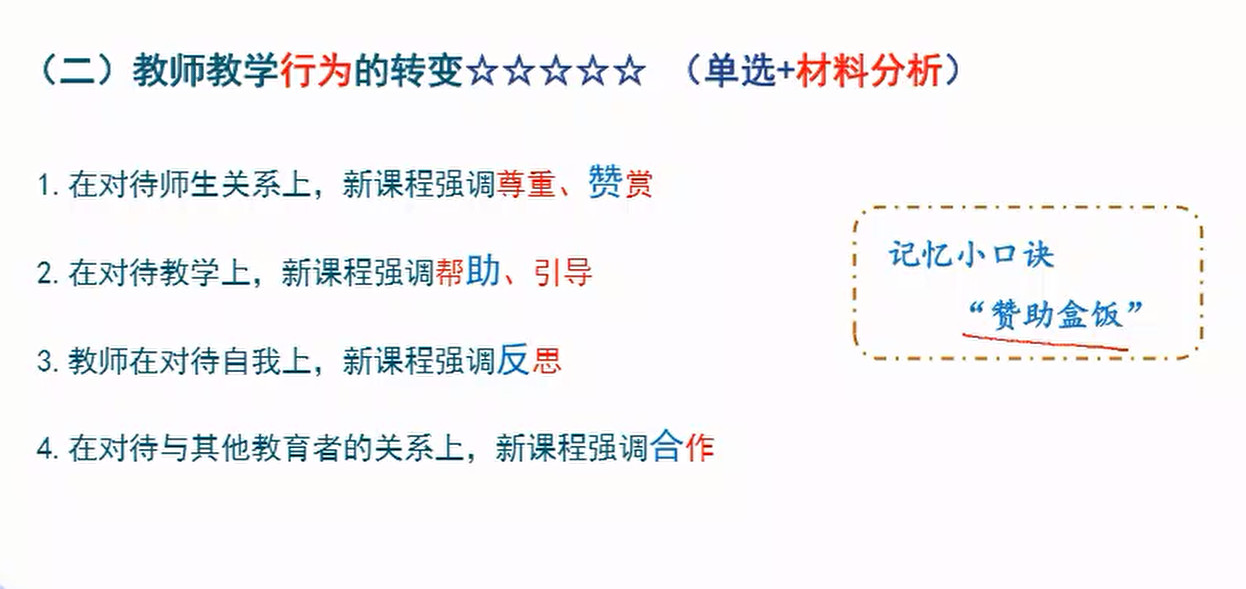 （二）教师教学行为的转变☆☆☆☆☆ （单选+材料分析）
1. 在对待师生关系上，新课程强调尊重、赞赏
2. 在对待教学上，新课程强调帮助、引导
3. 教师在对待自我上，新课程强调反思
4. 在对待与其他教育者的关系上，新课程强调合作
记忆小口诀
“赞助盒饭”